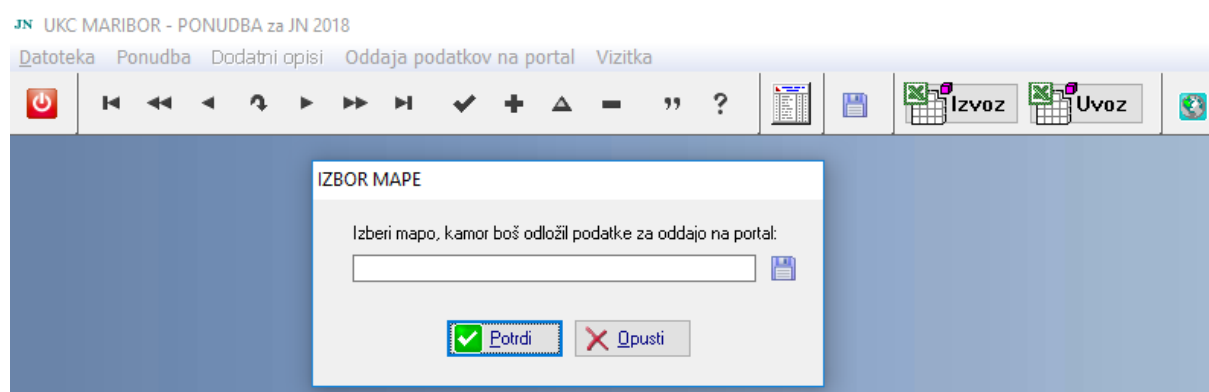 JN UKC MARIBOR - PONUDBA za JN 2018
Datoteka Ponudba Dodatni opisi Oddaja podatkov na portal Vizitka
? Izvoz Uvoz
IZBOR MAPE
Izberi mapo, kamor boš odložil podatke za oddajo na portal:
Potrdi Opusti